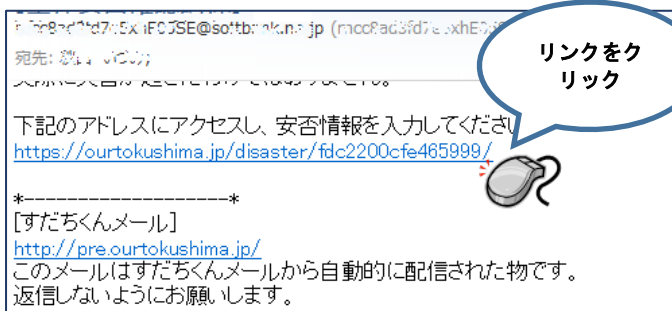 宛先:
リンクをク
リック
下記のアドレスにアクセスし、安否情報を入力してください
https://ourtokushima.jp/disaster/fdc2200cfe465999/
*-------------------*
[すだちくんメール]
http://pre.ourtokushima.jp/
このメールはすだちくんメールから自動的に配信された物です。
返信しないようにお願いします。